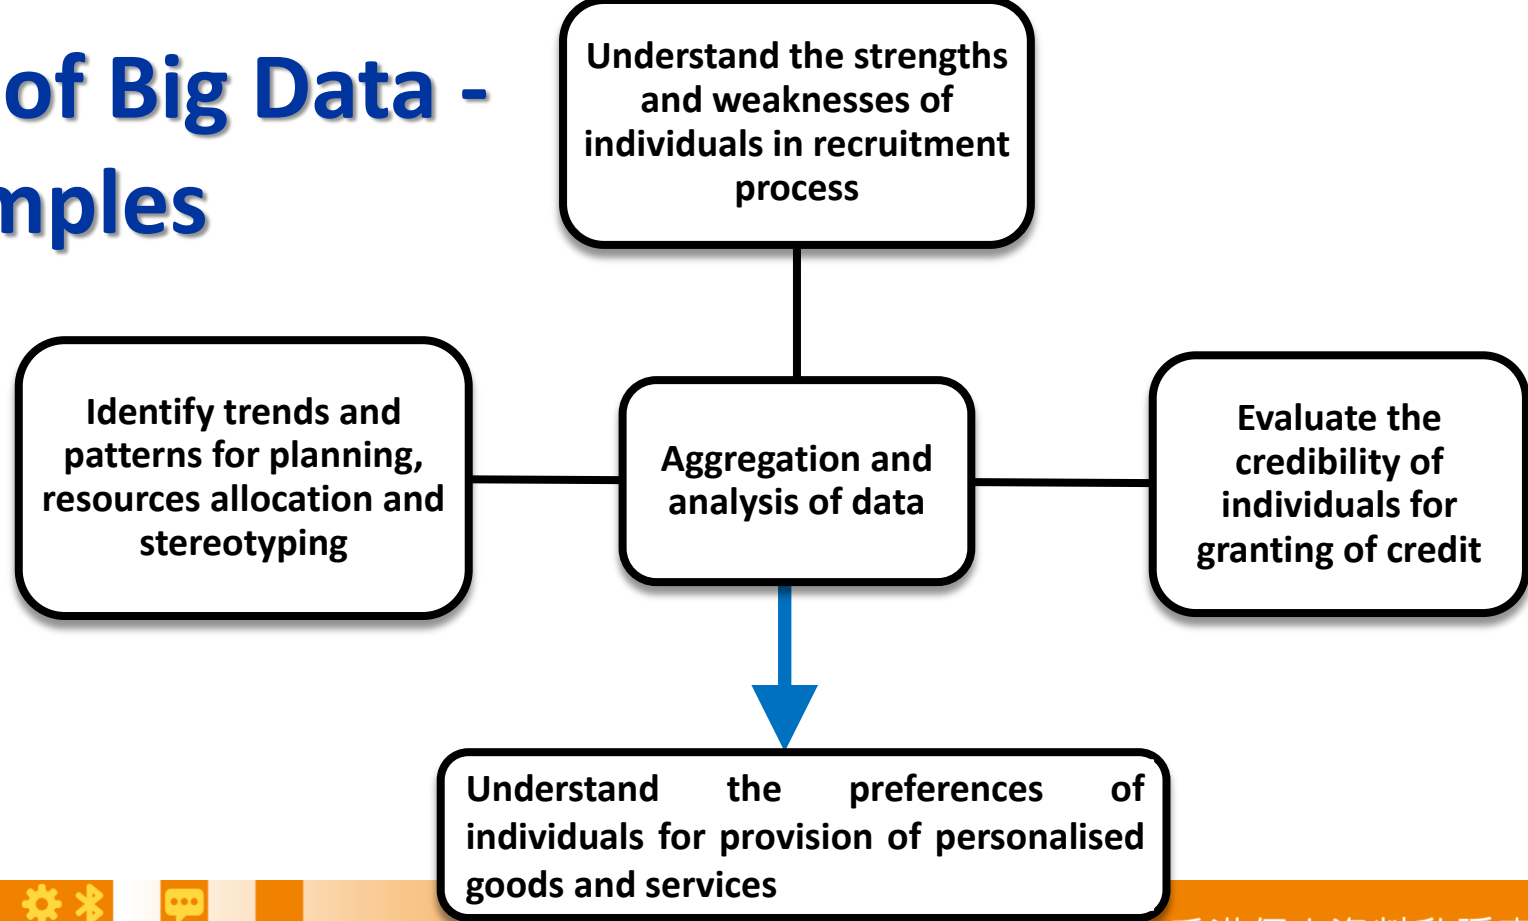 of Big Data -
mples
Understand the strengths
and weaknesses of
individuals in recruitment
process
Identify trends and
patterns for planning,
resources allocation and
stereotyping
Aggregation and
analysis of data
Evaluate the
credibility of
individuals for
granting of credit
Understand the preferences of
individuals for provision of personalised
goods and services